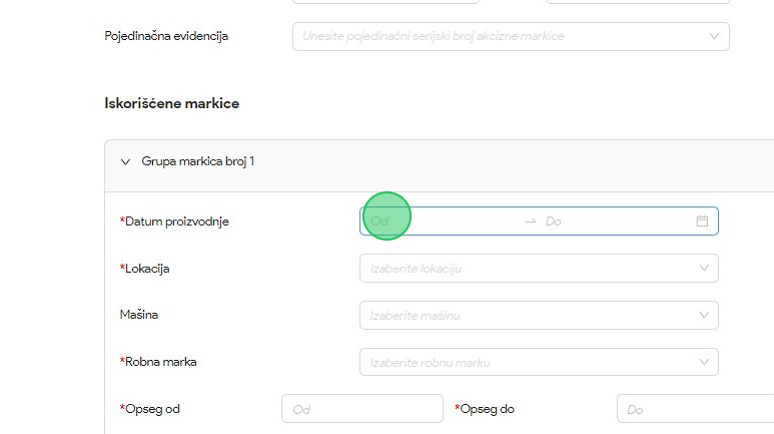 Pojedinačna evidencija Unesite pojedinačni serijski broj akcizne markice
Iskorišćene markice
Grupa markica broj 1
*Datum proizvodnje Od → Do
*Lokacija Izaberite lokaciju
Mašina Izaberite mašinu
*Robna marka Izaberite robnu marku
*Opseg od Od *Opseg do Do